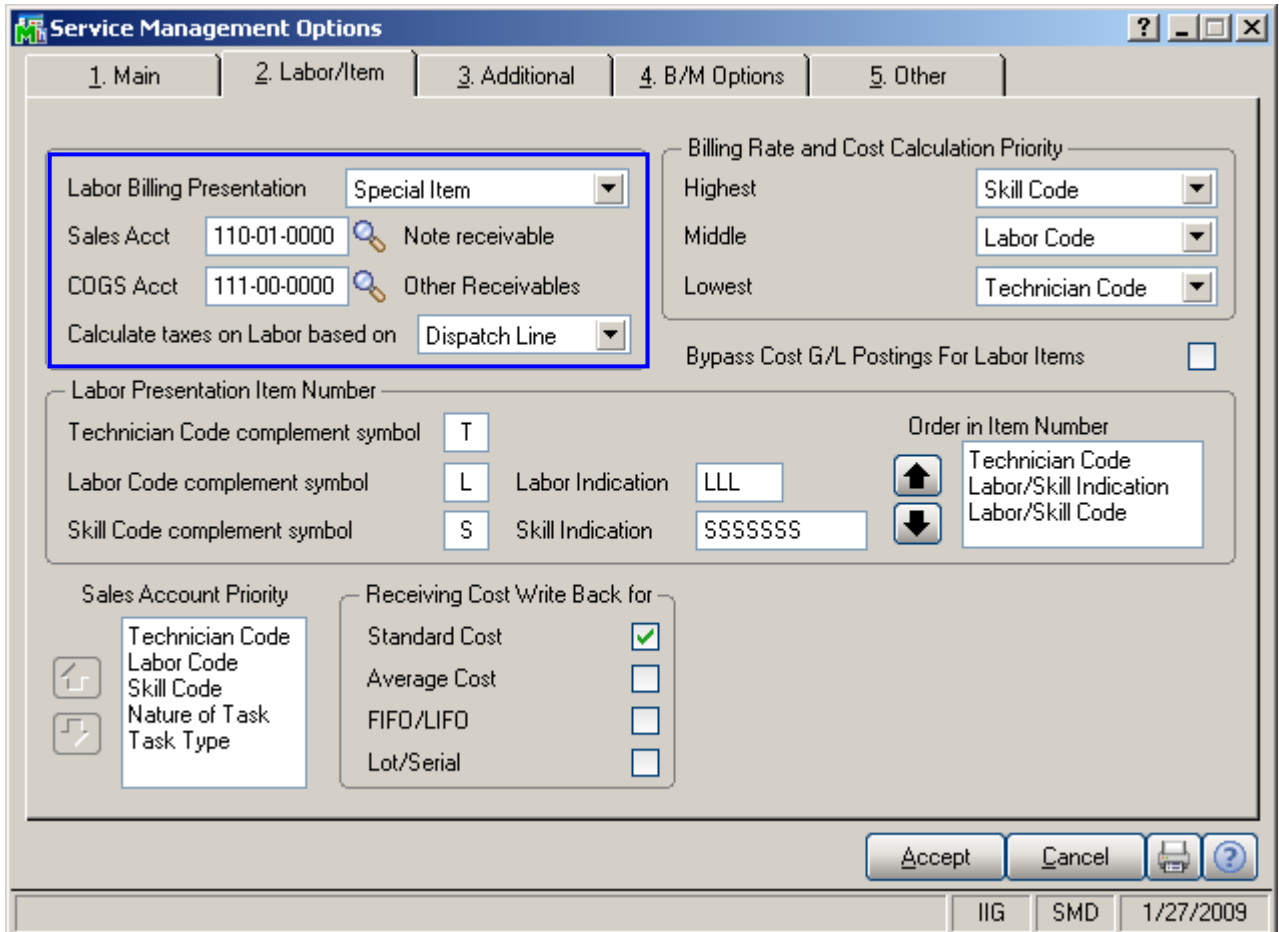 Service Management Options
1. Main
2. Labor/Item
3. Additional
4. B/M Options
5. Other
Labor Billing Presentation Special Item
Sales Acct 110-01-0000 Note receivable
COGS Acct 111-00-0000 Other Receivables
Calculate taxes on Labor based on Dispatch Line
Billing Rate and Cost Calculation Priority
Highest Skill Code
Middle Labor Code
Lowest Technician Code
Bypass Cost G/L Postings For Labor Items
Labor Presentation Item Number
Technician Code complement symbol T
Labor Code complement symbol L Labor Indication LLL
Skill Code complement symbol S Skill Indication SSSSSSS
Order in Item Number
Technician Code
Labor/Skill Indication
Labor/Skill Code
Sales Account Priority
Technician Code
Labor Code
Skill Code
Nature of Task
Task Type
Receiving Cost Write Back for
Standard Cost
Average Cost
FIFO/LIFO
Lot/Serial
Accept
Cancel
IIG SMD 1/27/2009